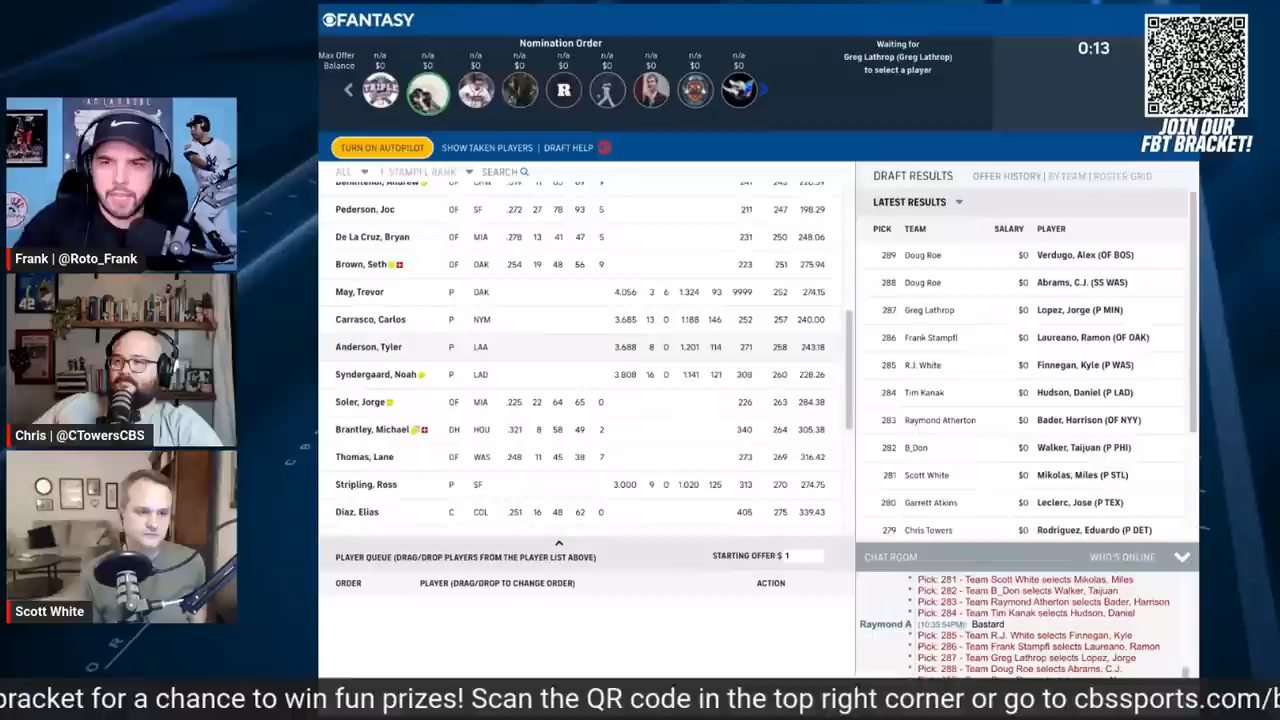 FANTASY
Nomination Order
Max Offer n/a n/a n/a n/a n/a n/a n/a n/a n/a
Balance $0 $0 $0 $0 $0 $0 $0 $0 $0
TRIPLE
R
Waiting for
Greg Lathrop (Greg Lathrop)
to select a player
0:13
JOIN OUR
FBT BRACKET!
TURN ON AUTOPILOT SHOW TAKEN PLAYERS | DRAFT HELP
ALL STAMPFL RANK SEARCH
Pederson, Joc OF SF .272 27 78 93 5 211 247 198.29
De La Cruz, Bryan OF MIA .278 13 41 47 5 231 250 248.06
Brown, Seth OF OAK .254 19 48 56 9 223 251 275.94
May, Trevor P OAK 4.056 3 6 1.324 93 9999 252 274.15
Carrasco, Carlos P NYM 3.685 13 0 1.188 146 252 257 240.00
Anderson, Tyler P LAA 3.688 8 0 1.201 114 271 258 243.18
Syndergaard, Noah P LAD 3.808 16 0 1.141 121 308 260 228.26
Soler, Jorge OF MIA .225 22 64 65 0 226 263 284.38
Brantley, Michael DH HOU .321 8 58 49 2 340 264 305.38
Thomas, Lane OF WAS .248 11 45 38 7 273 269 316.42
Stripling, Ross P SF 3.000 9 0 1.020 125 313 270 274.75
Diaz, Elias C COL .251 16 48 62 0 405 275 339.43
PLAYER QUEUE (DRAG/DROP PLAYERS FROM THE PLAYER LIST ABOVE) STARTING OFFER $ 1
ORDER PLAYER (DRAG/DROP TO CHANGE ORDER) ACTION
DRAFT RESULTS OFFER HISTORY | BY TEAM | ROSTER GRID
LATEST RESULTS
PICK TEAM SALARY PLAYER
289 Doug Roe $0 Verdugo, Alex (OF BOS)
288 Doug Roe $0 Abrams, C.J. (SS WAS)
287 Greg Lathrop $0 Lopez, Jorge (P MIN)
286 Frank Stampfl $0 Laureano, Ramon (OF OAK)
285 R.J. White $0 Finnegan, Kyle (P WAS)
284 Tim Kanak $0 Hudson, Daniel (P LAD)
283 Raymond Atherton $0 Bader, Harrison (OF NYY)
282 B_Don $0 Walker, Taijuan (P PHI)
281 Scott White $0 Mikolas, Miles (P STL)
280 Garrett Atkins $0 Leclerc, Jose (P TEX)
279 Chris Towers $0 Rodriguez, Eduardo (P DET)
CHAT ROOM WHO'S ONLINE
* Pick: 281 - Team Scott White selects Mikolas, Miles
* Pick: 282 - Team B_Don selects Walker, Taijuan
* Pick: 283 - Team Raymond Atherton selects Bader, Harrison
* Pick: 284 - Team Tim Kanak selects Hudson, Daniel
Raymond A (10:35:54PM): Bastard
* Pick: 285 - Team R.J. White selects Finnegan, Kyle
* Pick: 286 - Team Frank Stampfl selects Laureano, Ramon
* Pick: 287 - Team Greg Lathrop selects Lopez, Jorge
* Pick: 288 - Team Doug Roe selects Abrams, C.J.
Frank | @Roto_Frank
Chris | @CTowersCBS
Scott White
bracket for a chance to win fun prizes! Scan the QR code in the top right corner or go to cbssports.com/b